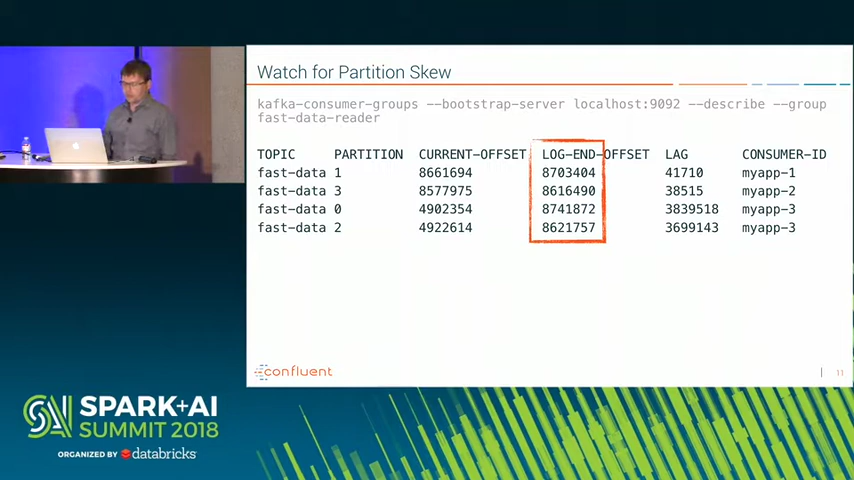 Watch for Partition Skew
kafka-consumer-groups --bootstrap-server localhost:9092 --describe --group
fast-data-reader
TOPIC PARTITION CURRENT-OFFSET LOG-END-OFFSET LAG CONSUMER-ID
fast-data 1 8661694 8703404 41710 myapp-1
fast-data 3 8577975 8616490 38515 myapp-2
fast-data 0 4902354 8741872 3839518 myapp-3
fast-data 2 4922614 8621757 3699143 myapp-3
confluent
11
SPARK+AI
SUMMIT 2018
ORGANIZED BY databricks